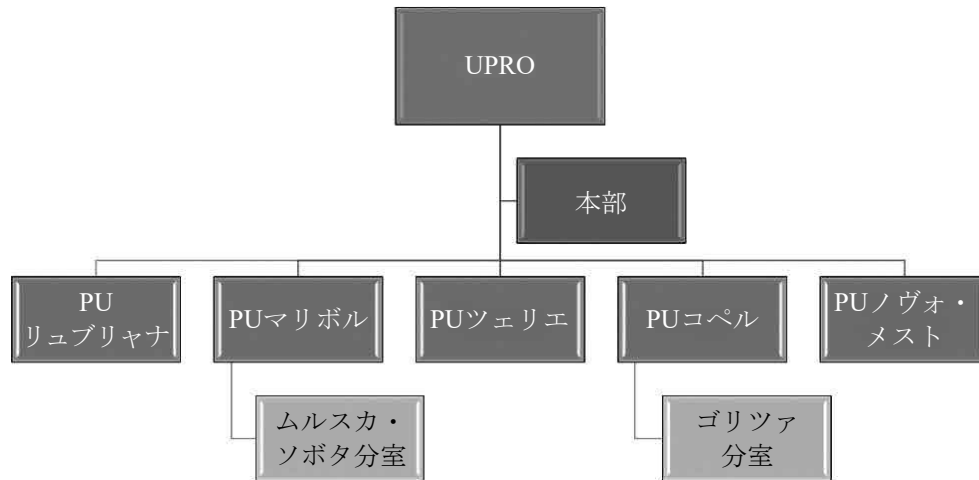 UPRO
本部
PU
リュブリャナ
PUマリボル
PUツェリエ
PUコペル
PUノヴォ・
メスト
ムルスカ・
ソボタ分室
ゴリツァ
分室